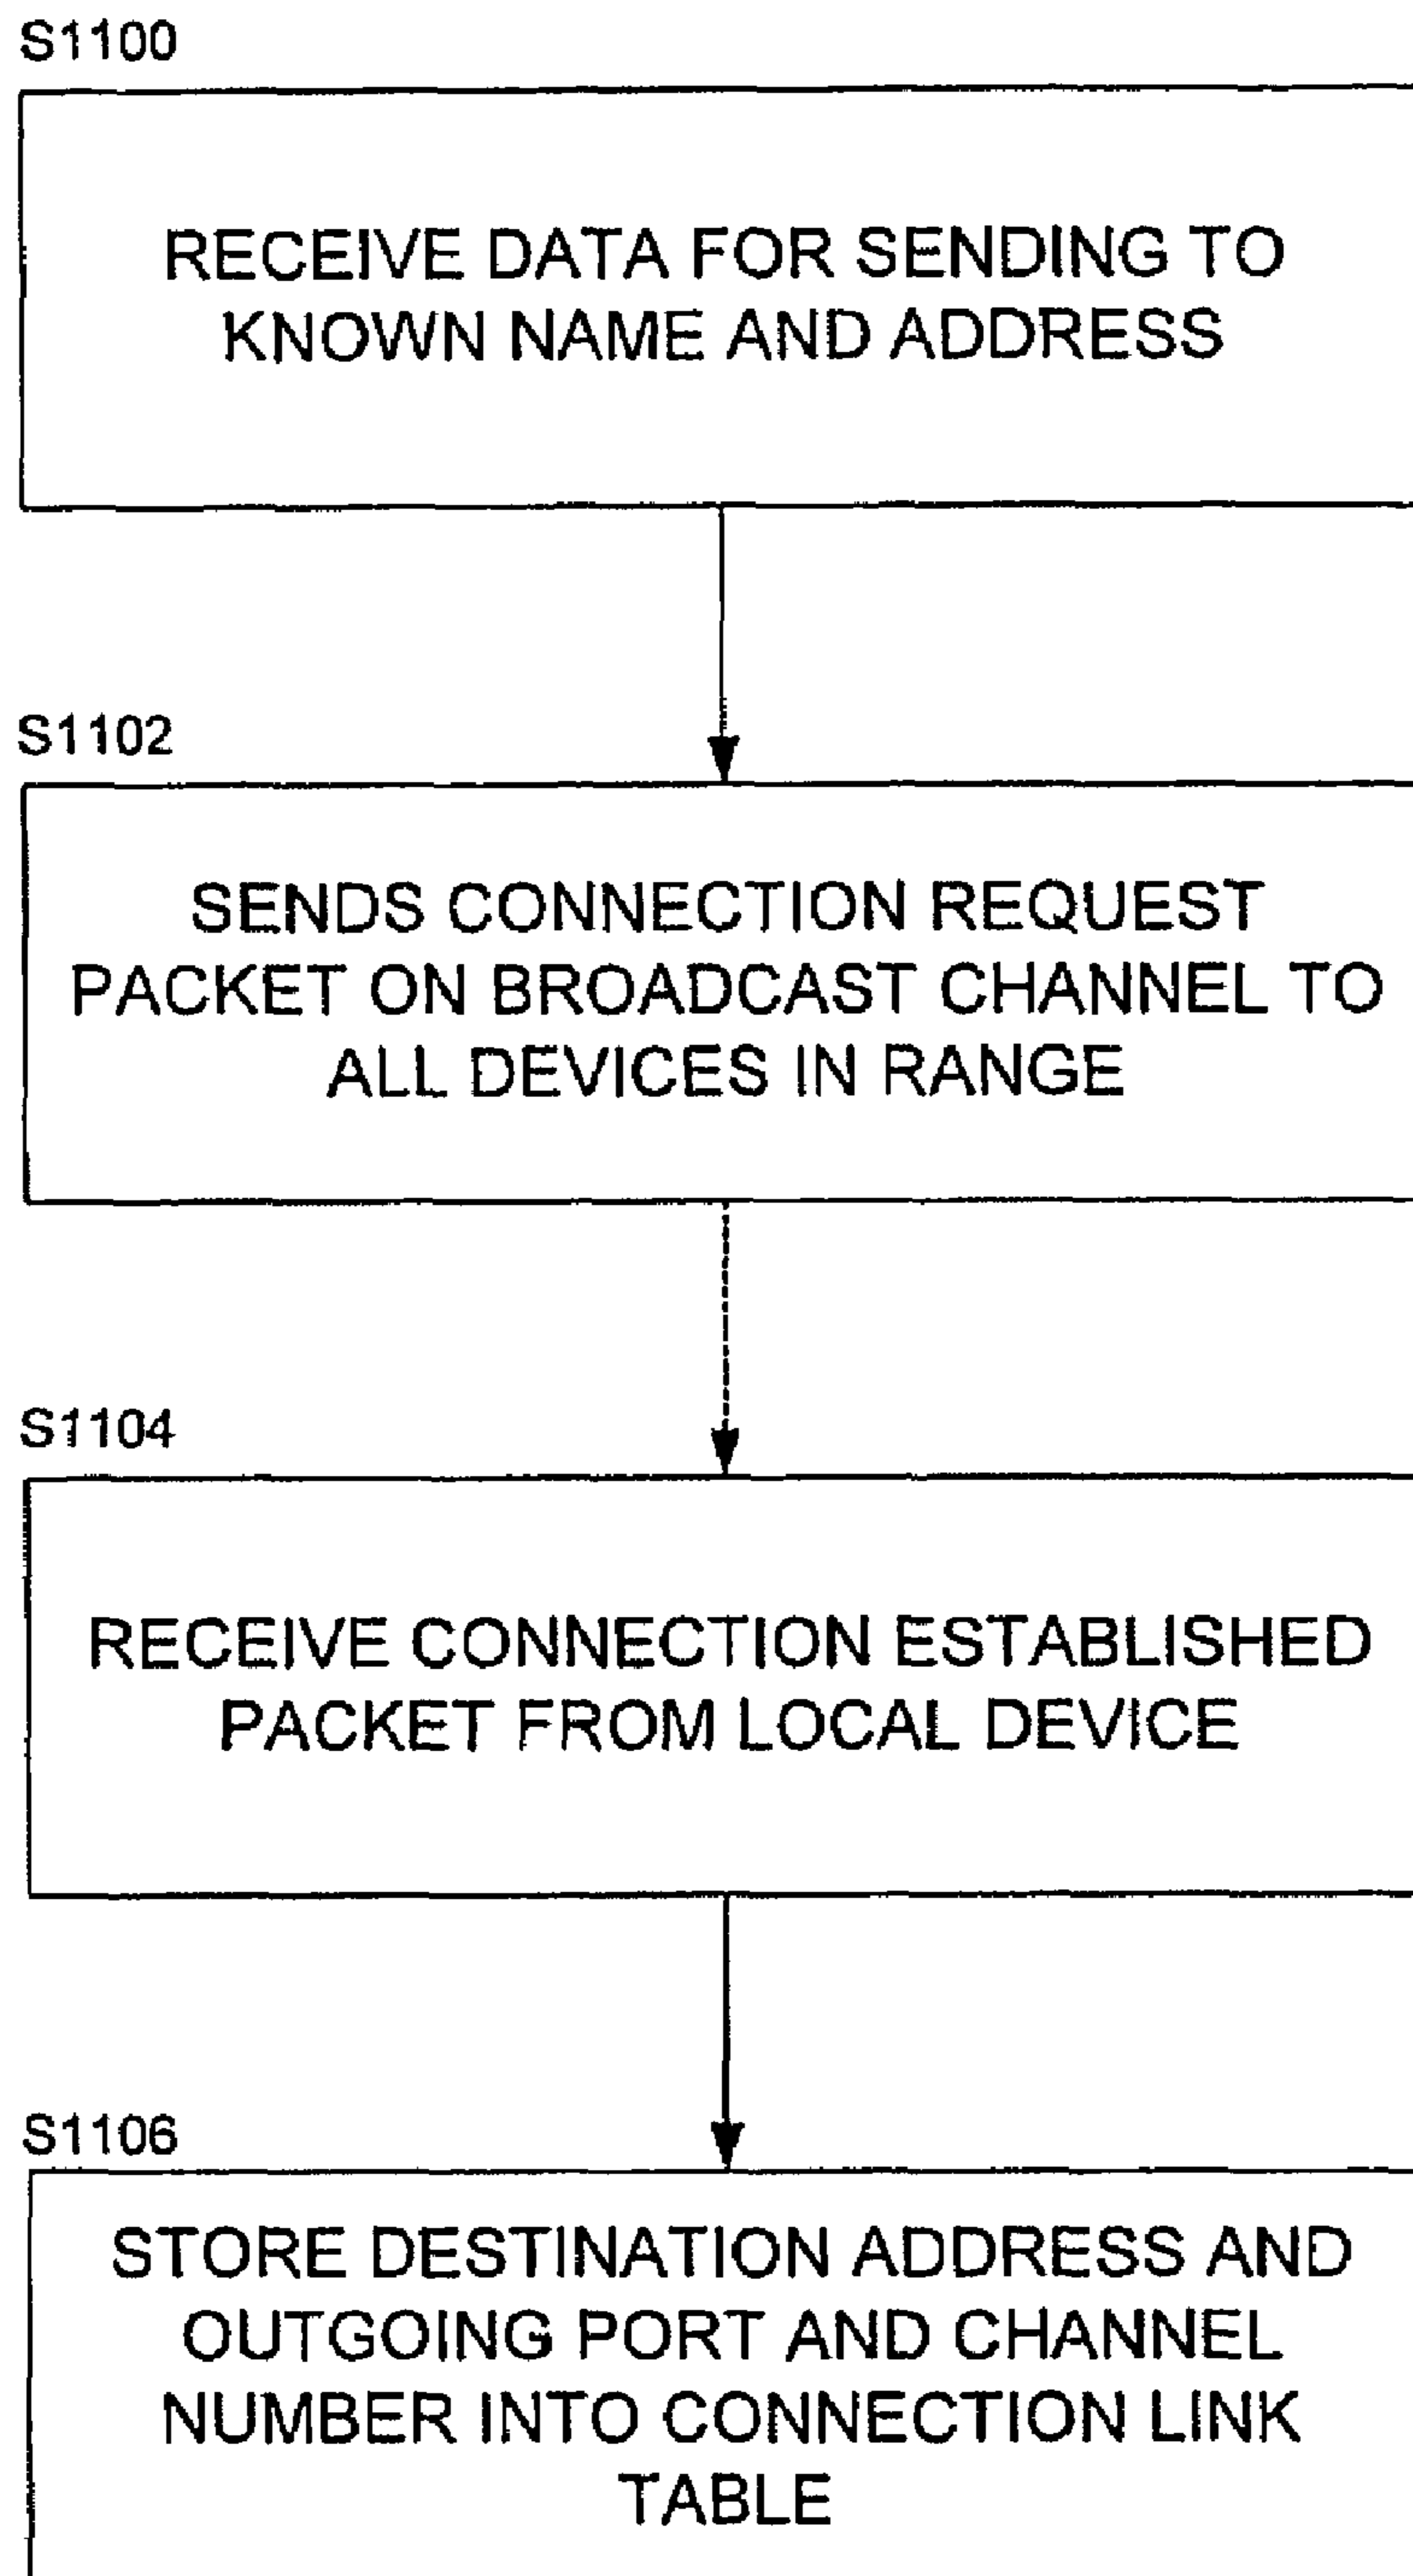 S1100
RECEIVE DATA FOR SENDING TO
KNOWN NAME AND ADDRESS
S1102
SENDS CONNECTION REQUEST
PACKET ON BROADCAST CHANNEL TO
ALL DEVICES IN RANGE
S1104
RECEIVE CONNECTION ESTABLISHED
PACKET FROM LOCAL DEVICE
S1106
STORE DESTINATION ADDRESS AND
OUTGOING PORT AND CHANNEL
NUMBER INTO CONNECTION LINK
TABLE